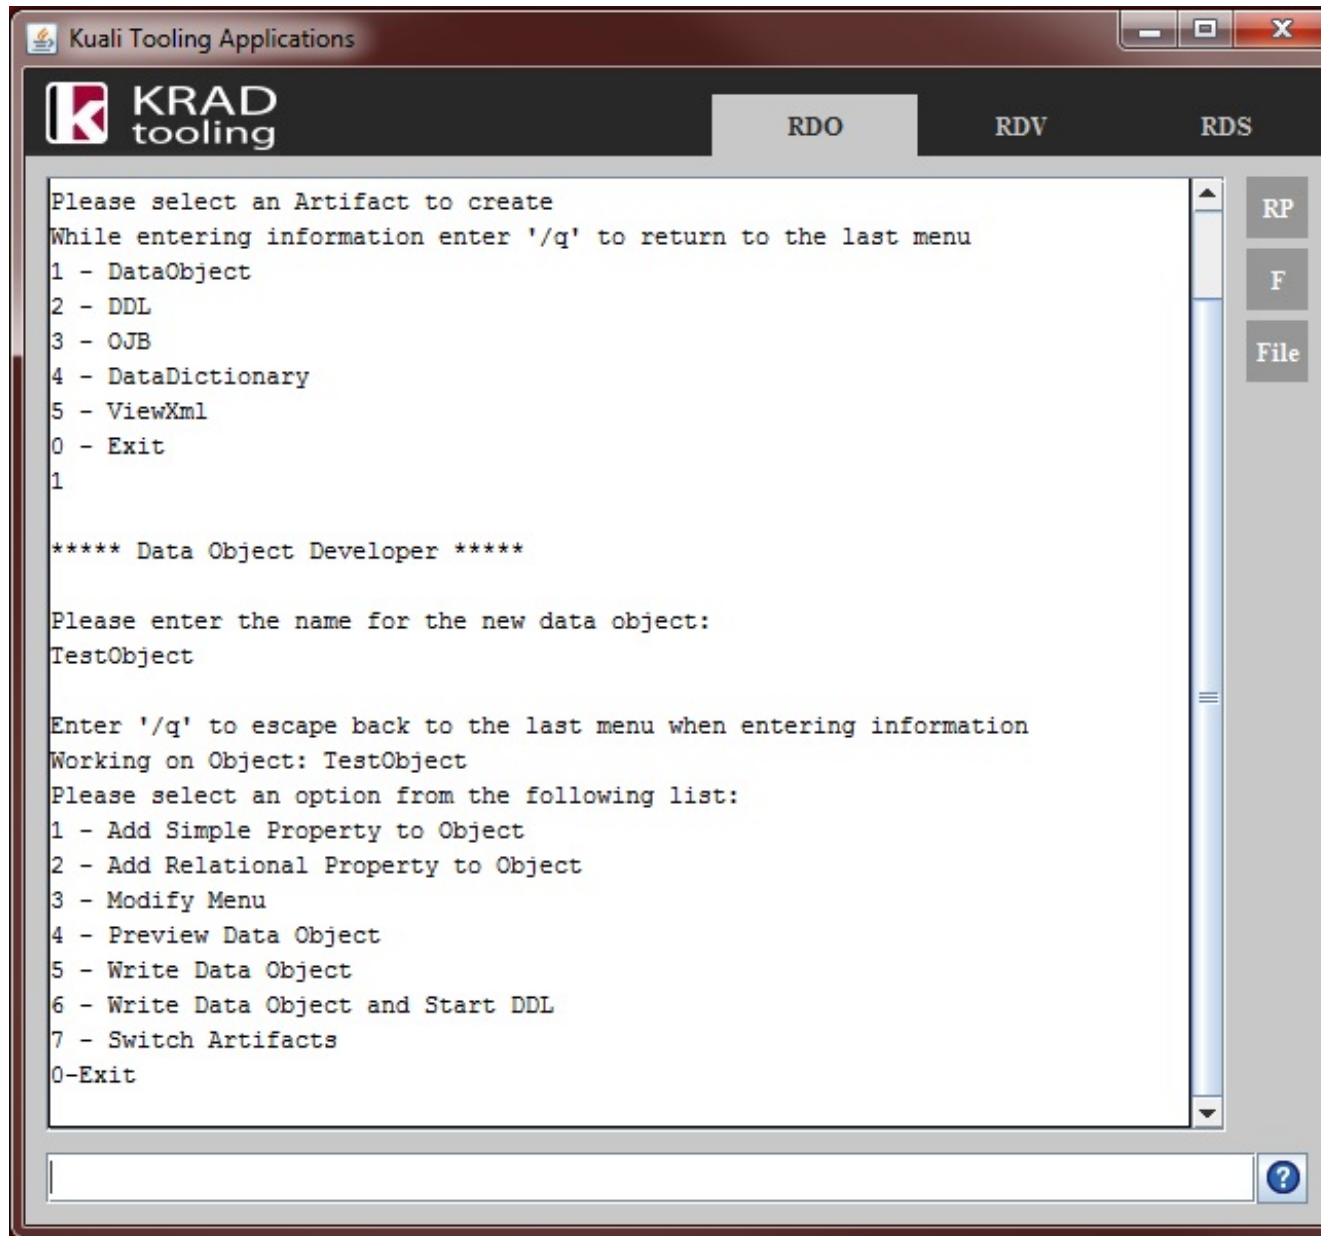 Kuali Tooling Applications
KRAD
tooling
RDO
RDV
RDS
Please select an Artifact to create
While entering information enter '/q' to return to the last menu
1 - DataObject
2 - DDL
3 - OJB
4 - DataDictionary
5 - ViewXml
0 - Exit
1
***** Data Object Developer *****
Please enter the name for the new data object:
TestObject
Enter '/q' to escape back to the last menu when entering information
Working on Object: TestObject
Please select an option from the following list:
1 - Add Simple Property to Object
2 - Add Relational Property to Object
3 - Modify Menu
4 - Preview Data Object
5 - Write Data Object
6 - Write Data Object and Start DDL
7 - Switch Artifacts
0-Exit
RP
F
File
?